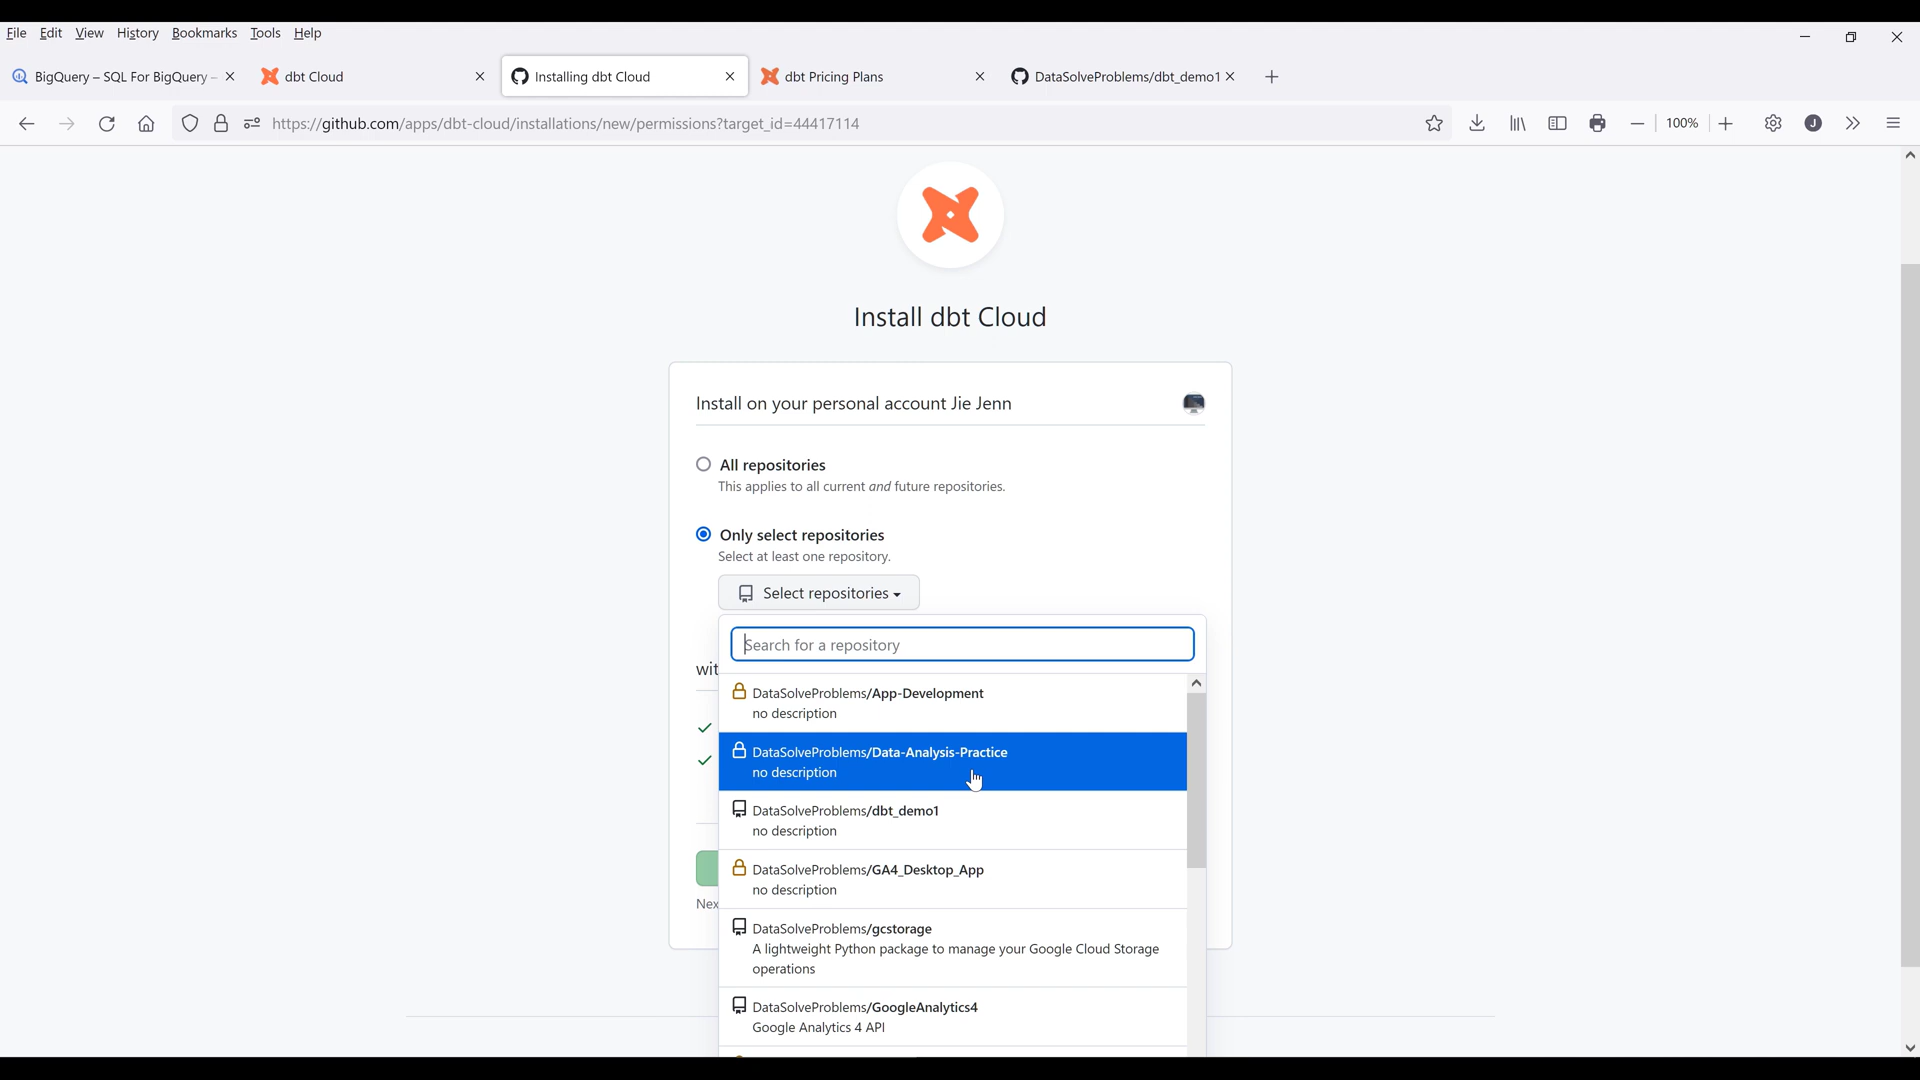 File Edit View History Bookmarks Tools Help
BigQuery – SQL For BigQuery – dbt Cloud Installing dbt Cloud dbt Pricing Plans DataSolveProblems/dbt_demo1
https://github.com/apps/dbt-cloud/installations/new/permissions?target_id=44417114 100% J
Install dbt Cloud
Install on your personal account Jie Jenn
All repositories
This applies to all current and future repositories.
Only select repositories
Select at least one repository.
Select repositories
Search for a repository
wit
DataSolveProblems/App-Development
no description
DataSolveProblems/Data-Analysis-Practice
no description
DataSolveProblems/dbt_demo1
no description
DataSolveProblems/GA4_Desktop_App
no description
Nex
DataSolveProblems/gcstorage
A lightweight Python package to manage your Google Cloud Storage
operations
DataSolveProblems/GoogleAnalytics4
Google Analytics 4 API